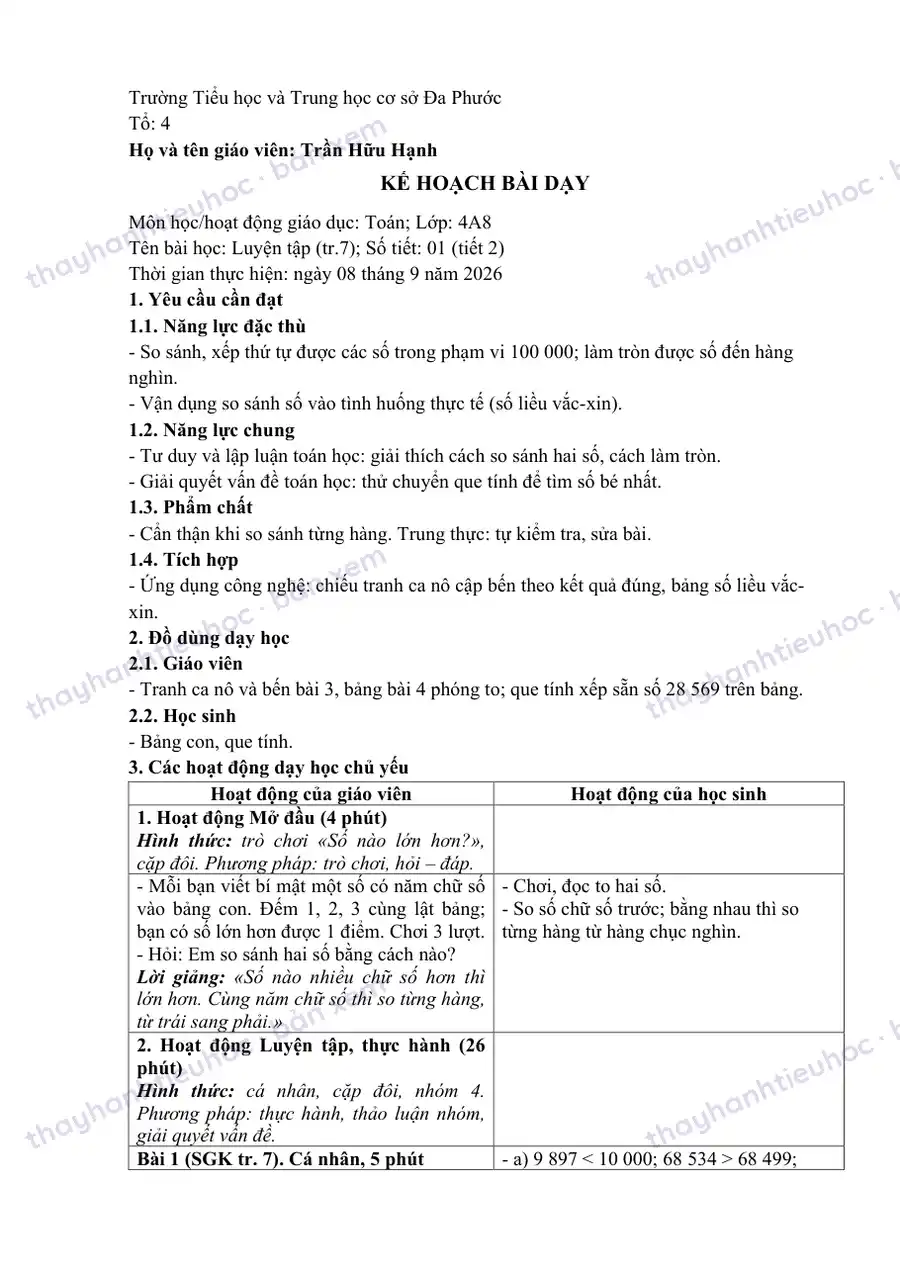 Trường Tiểu học và Trung học cơ sở Đa Phước
Tổ: 4
Họ và tên giáo viên: Trần Hữu Hạnh
KẾ HOẠCH BÀI DẠY
Môn học/hoạt động giáo dục: Toán; Lớp: 4A8
Tên bài học: Luyện tập (tr.7); Số tiết: 01 (tiết 2)
Thời gian thực hiện: ngày 08 tháng 9 năm 2026
1. Yêu cầu cần đạt
1.1. Năng lực đặc thù
- So sánh, xếp thứ tự được các số trong phạm vi 100 000; làm tròn được số đến hàng
nghìn.
- Vận dụng so sánh số vào tình huống thực tế (số liều vắc-xin).
1.2. Năng lực chung
- Tư duy và lập luận toán học: giải thích cách so sánh hai số, cách làm tròn.
- Giải quyết vấn đề toán học: thử chuyển que tính để tìm số bé nhất.
1.3. Phẩm chất
- Cẩn thận khi so sánh từng hàng. Trung thực: tự kiểm tra, sửa bài.
1.4. Tích hợp
- Ứng dụng công nghệ: chiếu tranh ca nô cập bến theo kết quả đúng, bảng số liều vắc-
xin.
2. Đồ dùng dạy học
2.1. Giáo viên
- Tranh ca nô và bến bài 3, bảng bài 4 phóng to; que tính xếp sẵn số 28 569 trên bảng.
2.2. Học sinh
- Bảng con, que tính.
3. Các hoạt động dạy học chủ yếu
Hoạt động của giáo viên
Hoạt động của học sinh
1. Hoạt động Mở đầu (4 phút)
Hình thức: trò chơi «Số nào lớn hơn?»,
cặp đôi. Phương pháp: trò chơi, hỏi – đáp.
- Mỗi bạn viết bí mật một số có năm chữ số
vào bảng con. Đếm 1, 2, 3 cùng lật bảng;
bạn có số lớn hơn được 1 điểm. Chơi 3 lượt.
- Hỏi: Em so sánh hai số bằng cách nào?
Lời giảng: «Số nào nhiều chữ số hơn thì
lớn hơn. Cùng năm chữ số thì so từng hàng,
từ trái sang phải.»
- Chơi, đọc to hai số.
- So số chữ số trước; bằng nhau thì so
từng hàng từ hàng chục nghìn.
2. Hoạt động Luyện tập, thực hành (26
phút)
Hình thức: cá nhân, cặp đôi, nhóm 4.
Phương pháp: thực hành, thảo luận nhóm,
giải quyết vấn đề.
Bài 1 (SGK tr. 7). Cá nhân, 5 phút
- a) 9 897 < 10 000; 68 534 > 68 499;
thayhanhtieuhoc · bản xem
thayhanhtieuhoc · b
thayhanhtieuhoc · bản xem
thayhanhtieuhoc · b
thayhanhtieuhoc · bản xem
thayhanhtieuhoc · b